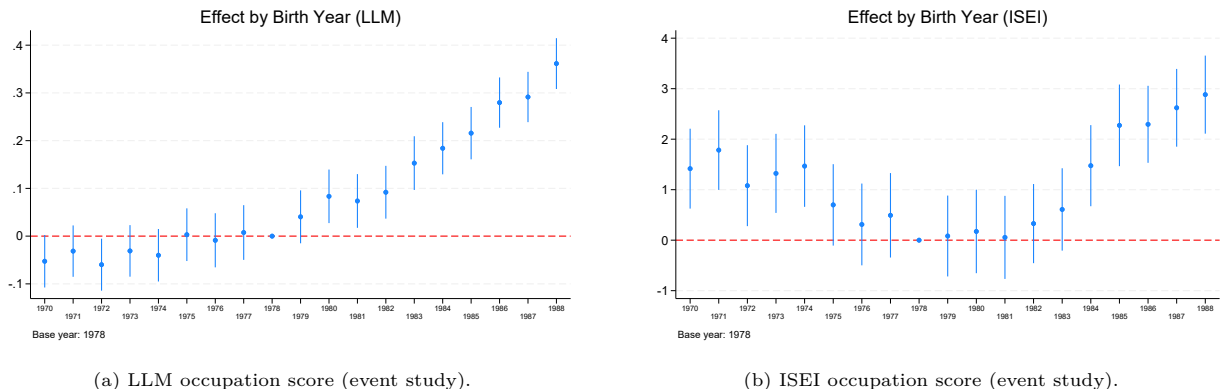 Effect by Birth Year (LLM)
.4
.3
.2
.1
0
-.1
1970 1972 1974 1976 1978 1980 1982 1984 1986 1988
1971 1973 1975 1977 1979 1981 1983 1985 1987
Base year: 1978
(a) LLM occupation score (event study).
Effect by Birth Year (ISEI)
4
3
2
1
0
-1
1970 1972 1974 1976 1978 1980 1982 1984 1986 1988
1971 1973 1975 1977 1979 1981 1983 1985 1987
Base year: 1978
(b) ISEI occupation score (event study).